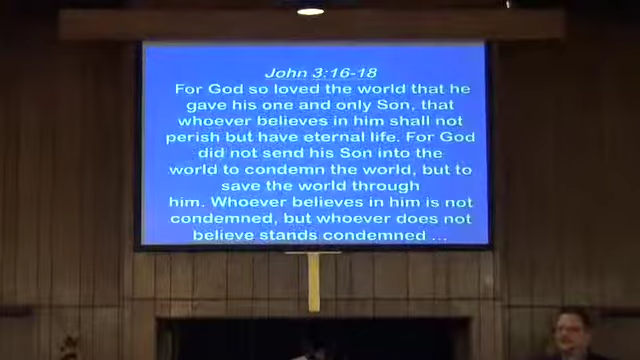 John 3:16-18
For God so loved the world that he
gave his one and only Son, that
whoever believes in him shall not
perish but have eternal life. For God
did not send his Son into the
world to condemn the world, but to
save the world through
him. Whoever believes in him is not
condemned, but whoever does not
believe stands condemned ...